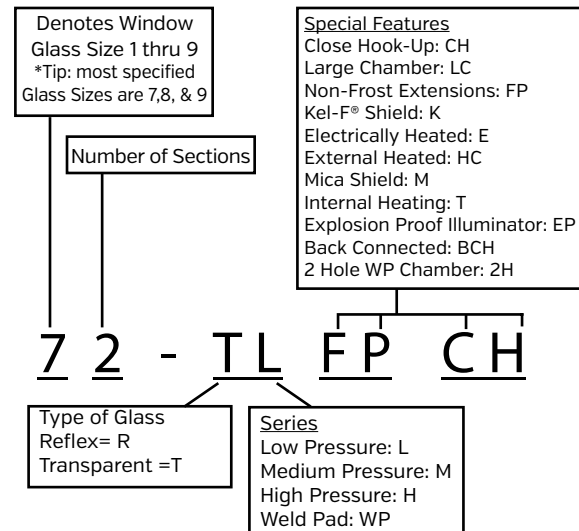 Denotes Window
Glass Size 1 thru 9
*Tip: most specified
Glass Sizes are 7,8, & 9
Number of Sections
Special Features
Close Hook-Up: CH
Large Chamber: LC
Non-Frost Extensions: FP
Kel-F® Shield: K
Electrically Heated: E
External Heated: HC
Mica Shield: M
Internal Heating: T
Explosion Proof Illuminator: EP
Back Connected: BCH
2 Hole WP Chamber: 2H
7 2 - TL FP CH
Type of Glass
Reflex= R
Transparent =T
Series
Low Pressure: L
Medium Pressure: M
High Pressure: H
Weld Pad: WP